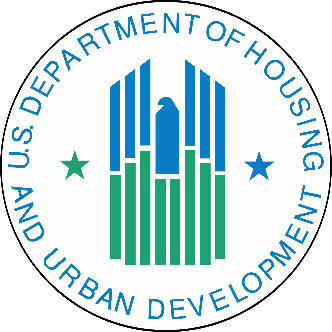 U.S. DEPARTMENT OF HOUSING
AND URBAN DEVELOPMENT